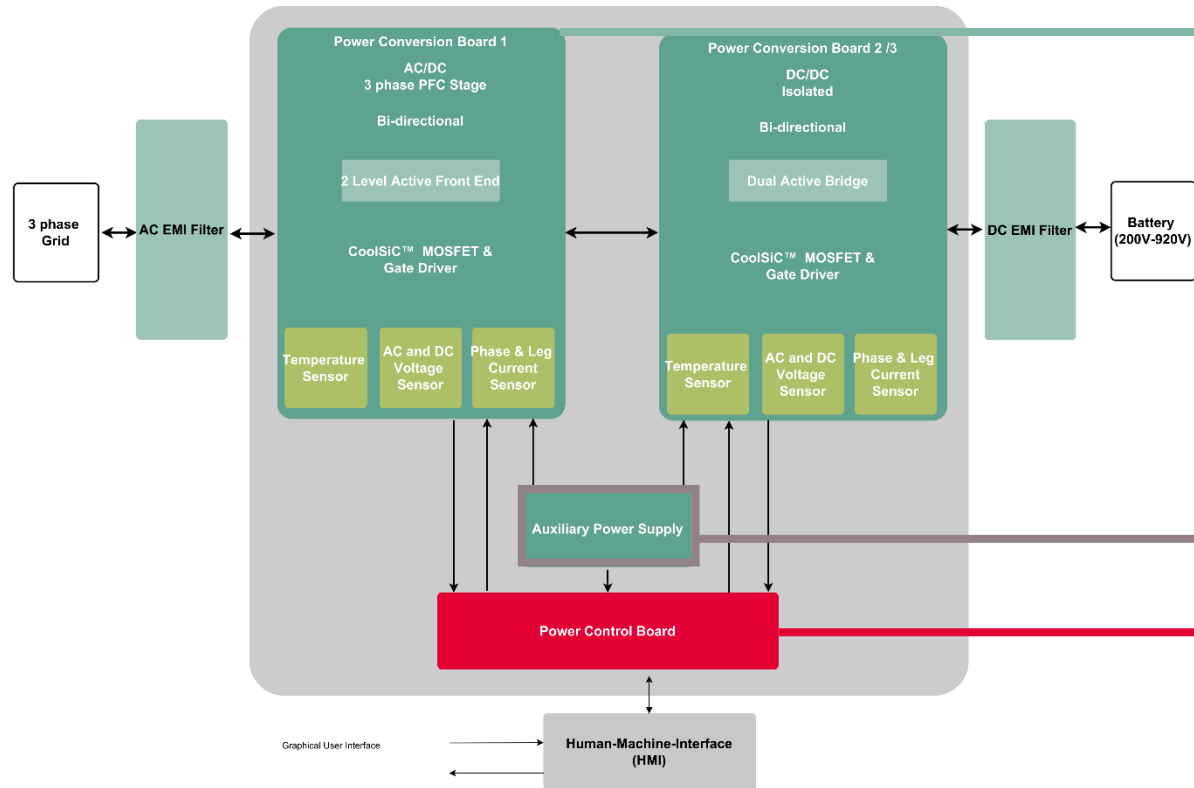 Power Conversion Board 1
AC/DC
3 phase PFC Stage
Bi-directional
2 Level Active Front End
CoolSiC™ MOSFET &
Gate Driver
Temperature
Sensor
AC and DC
Voltage
Sensor
Phase & Leg
Current
Sensor
Power Conversion Board 2 /3
DC/DC
Isolated
Bi-directional
Dual Active Bridge
CoolSiC™ MOSFET &
Gate Driver
Temperature
Sensor
AC and DC
Voltage
Sensor
Phase & Leg
Current
Sensor
3 phase
Grid
AC EMI Filter
DC EMI Filter
Battery
(200V-920V)
Auxiliary Power Supply
Power Control Board
Graphical User Interface
Human-Machine-Interface
(HMI)